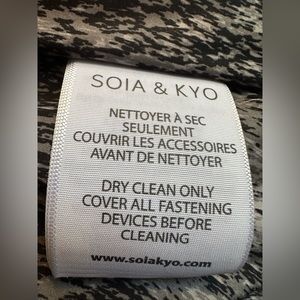 SOIA & KYO
NETTOYER À SEC
SEULEMENT
COUVRIR LES ACCESSOIRES
AVANT DE NETTOYER
DRY CLEAN ONLY
COVER ALL FASTENING
DEVICES BEFORE
CLEANING
www.soiakyo.com